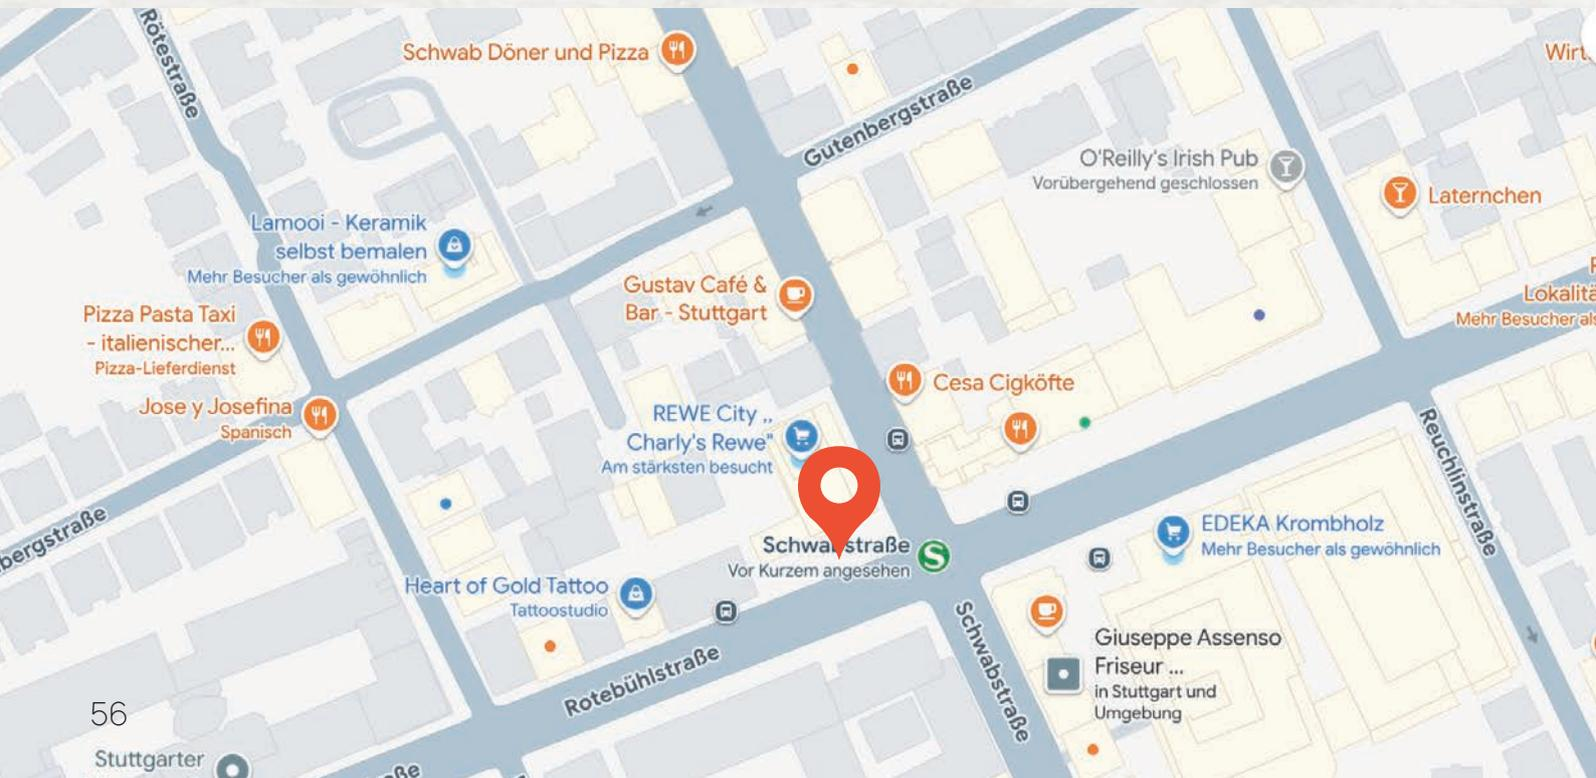 Rötestraße
Schwab Döner und Pizza
Gutenbergstraße
Wirt.
O'Reilly's Irish Pub
Vorübergehend geschlossen
Laternchen
Lamooi - Keramik
selbst bemalen
Mehr Besucher als gewöhnlich
Gustav Café &
Bar - Stuttgart
Lokalitä
Mehr Besucher als
Pizza Pasta Taxi
- italienischer...
Pizza-Lieferdienst
Jose y Josefina
Spanisch
Cesa Cigköfte
REWE City ,,
Charly's Rewe"
Am stärksten besucht
Reuchlinstraße
bergstraße
Schwabstraße
Vor Kurzem angesehen
S
EDEKA Krombholz
Mehr Besucher als gewöhnlich
Heart of Gold Tattoo
Tattoostudio
Schwabstraße
Giuseppe Assenso
Friseur ...
in Stuttgart und
Umgebung
Rotebühlstraße
56
Stuttgarter
aße